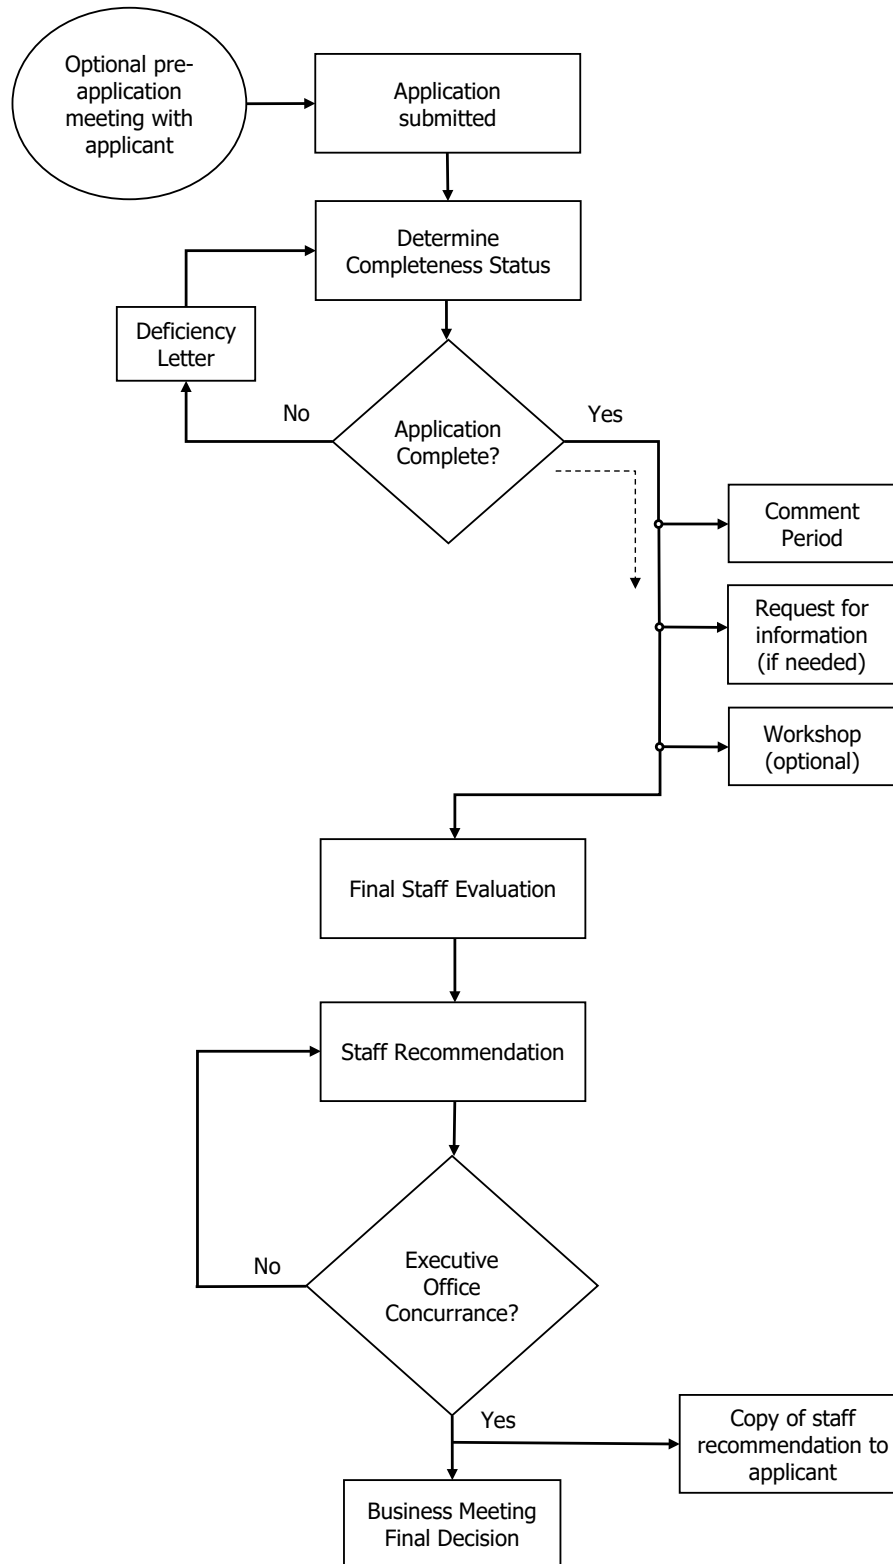 Optional pre-
application
meeting with
applicant
Application
submitted
Determine
Completeness Status
Deficiency
Letter
No
Application
Complete?
Yes
Comment
Period
Request for
information
(if needed)
Workshop
(optional)
Final Staff Evaluation
Staff Recommendation
No
Executive
Office
Concurrance?
Yes
Copy of staff
recommendation to
applicant
Business Meeting
Final Decision